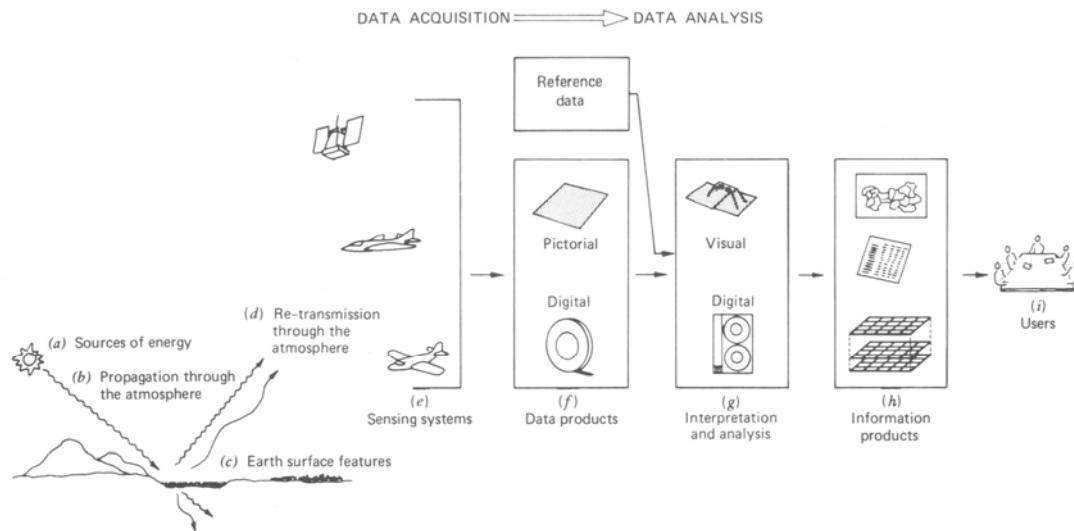 DATA ACQUISITION
DATA ANALYSIS
Reference
data
Pictorial
Visual
Digital
Digital
(a) Sources of energy
(b) Propagation through
the atmosphere
(c) Earth surface features
(d) Re-transmission
through the
atmosphere
(e)
Sensing systems
(f)
Data products
(g)
Interpretation
and analysis
(h)
Information
products
(i)
Users